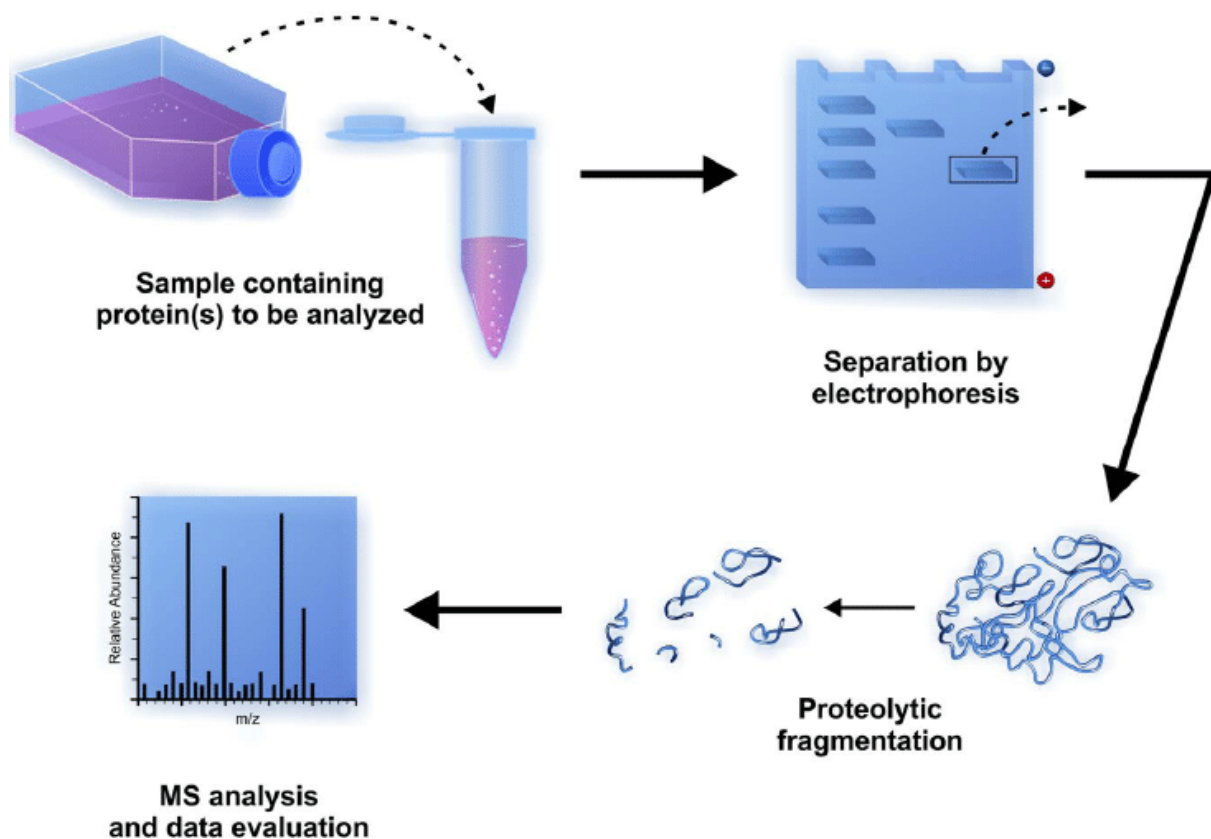 Sample containing
protein(s) to be analyzed
-
+
Separation by
electrophoresis
Proteolytic
fragmentation
Relative Abundance
m/z
MS analysis
and data evaluation